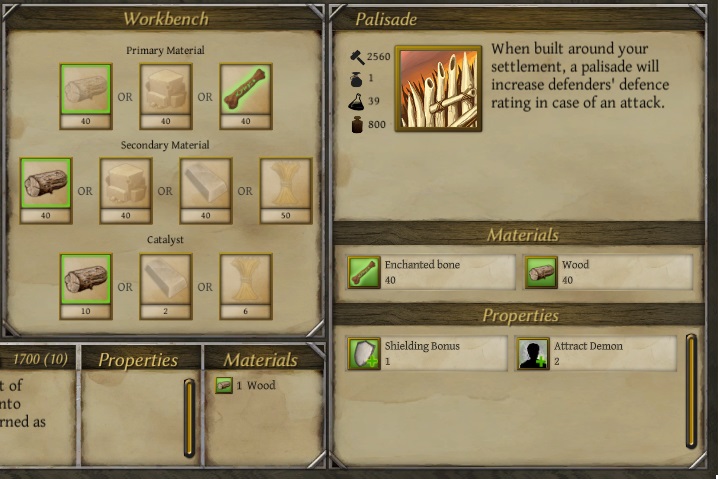 Workbench
Primary Material
OR OR
40 40 40
Secondary Material
OR OR OR
40 40 40 50
Catalyst
OR OR
10 2 6
1700 (10)
t of
nto
rned as
Properties
Materials
1 Wood
Palisade
2560
1
39
800
When built around your
settlement, a palisade will
increase defenders' defence
rating in case of an attack.
Materials
Enchanted bone
40
Wood
40
Properties
Shielding Bonus
1
Attract Demon
2